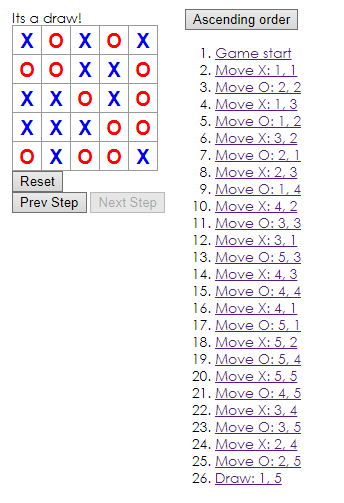 Its a draw!
X O X O X
O O X X O
X X O X O
X X X O O
O X O O X
Reset
Prev Step Next Step
Ascending order
1. Game start
2. Move X: 1, 1
3. Move O: 2, 2
4. Move X: 1, 3
5. Move O: 1, 2
6. Move X: 3, 2
7. Move O: 2, 1
8. Move X: 2, 3
9. Move O: 1, 4
10. Move X: 4, 2
11. Move O: 3, 3
12. Move X: 3, 1
13. Move O: 5, 3
14. Move X: 4, 3
15. Move O: 4, 4
16. Move X: 4, 1
17. Move O: 5, 1
18. Move X: 5, 2
19. Move O: 5, 4
20. Move X: 5, 5
21. Move O: 4, 5
22. Move X: 3, 4
23. Move O: 3, 5
24. Move X: 2, 4
25. Move O: 2, 5
26. Draw: 1, 5